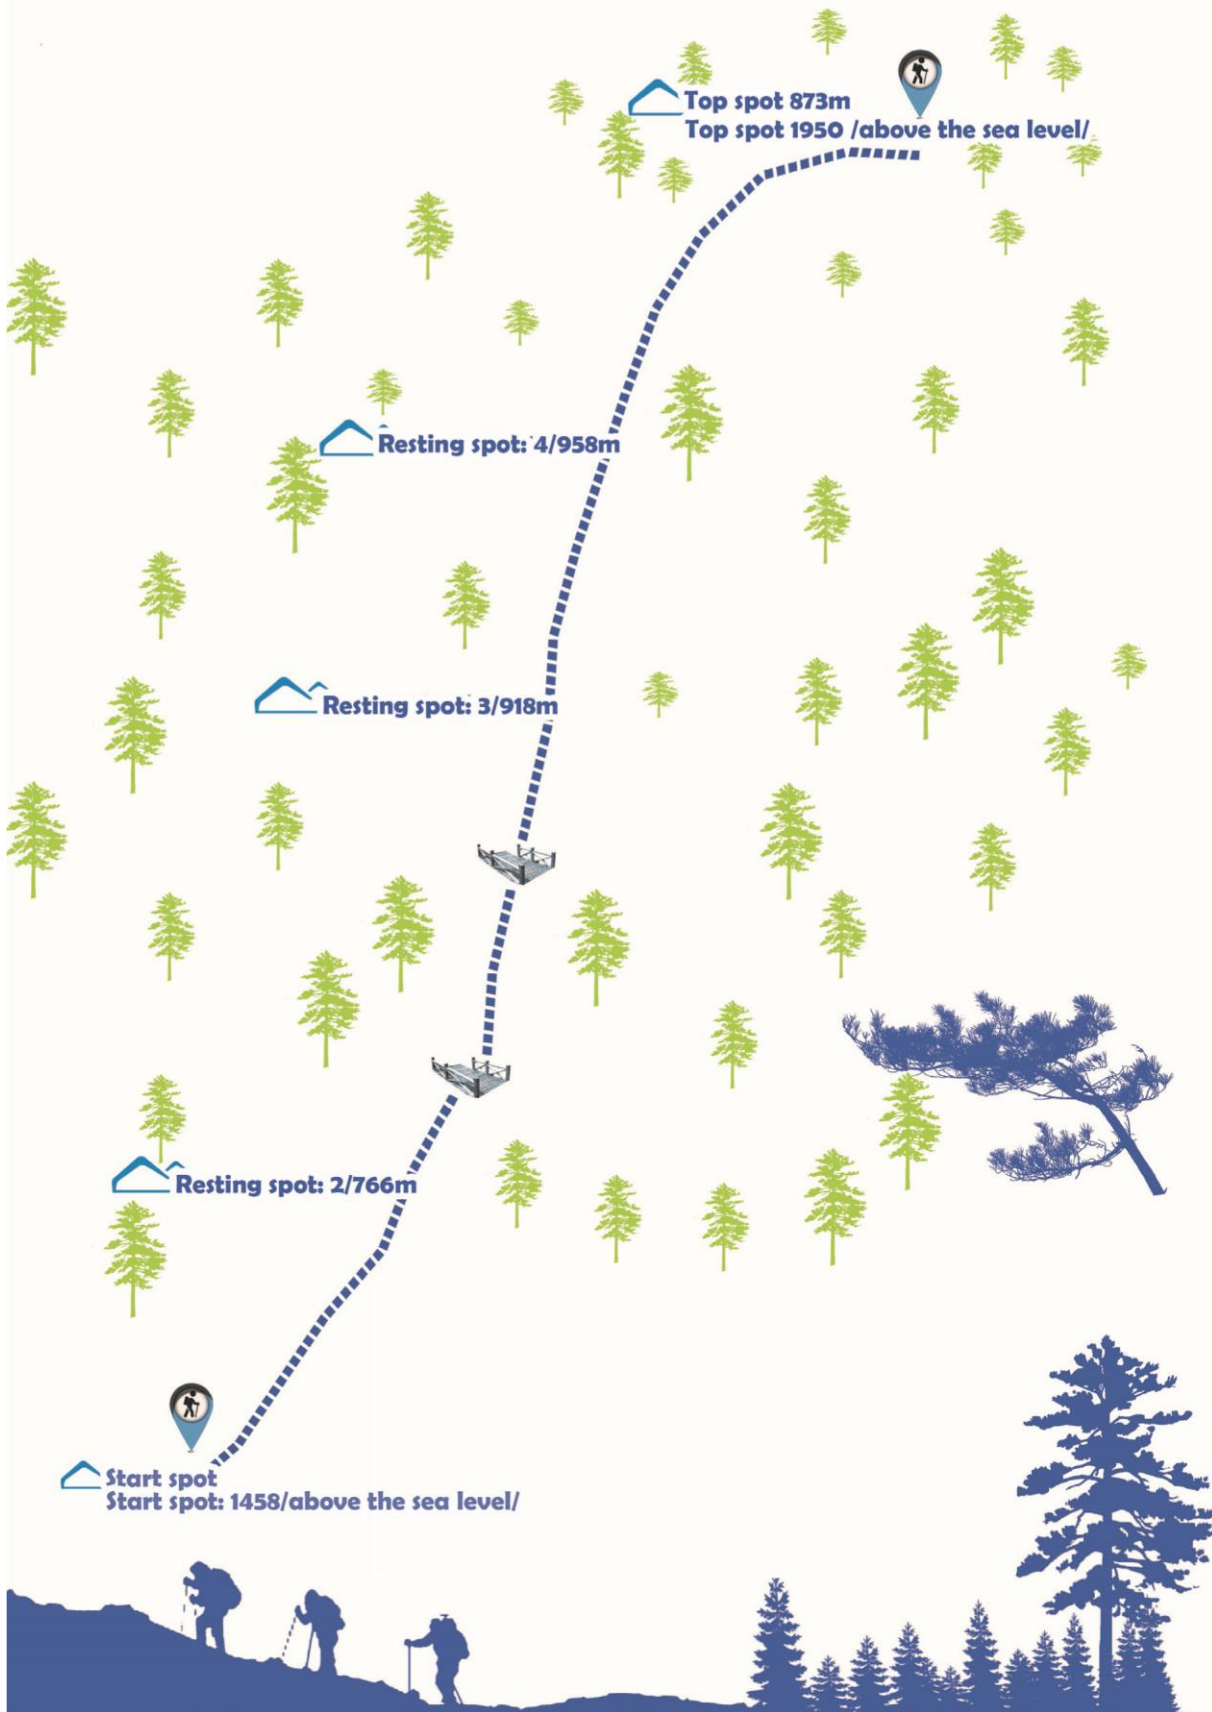 Top spot 873m
Top spot 1950 /above the sea level/
Resting spot: 4/958m
Resting spot: 3/918m
Resting spot: 2/766m
Start spot
Start spot: 1458/above the sea level/